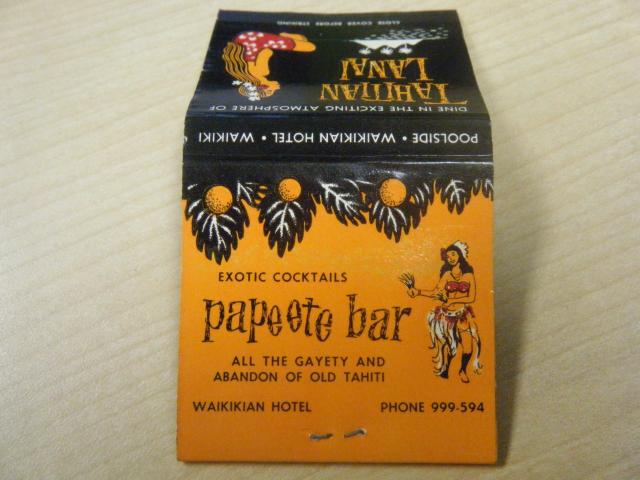 CLOSE COVER BEFORE STRIKING
DINE IN THE EXCITING ATMOSPHERE OF
TAHITIAN
LANAI
POOLSIDE • WAIKIKIAN HOTEL • WAIKIKI
EXOTIC COCKTAILS
papeete bar
ALL THE GAYETY AND
ABANDON OF OLD TAHITI
WAIKIKIAN HOTEL PHONE 999-594